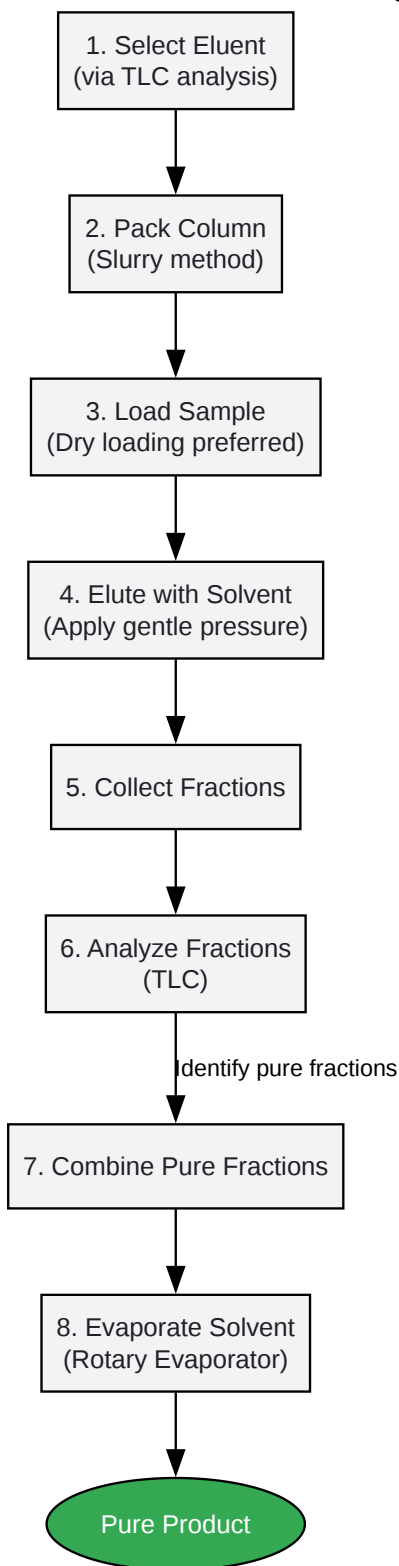 1. Select Eluent
(via TLC analysis)
2. Pack Column
(Slurry method)
3. Load Sample
(Dry loading preferred)
4. Elute with Solvent
(Apply gentle pressure)
5. Collect Fractions
6. Analyze Fractions
(TLC)
Identify pure fractions
7. Combine Pure Fractions
8. Evaporate Solvent
(Rotary Evaporator)
Pure Product